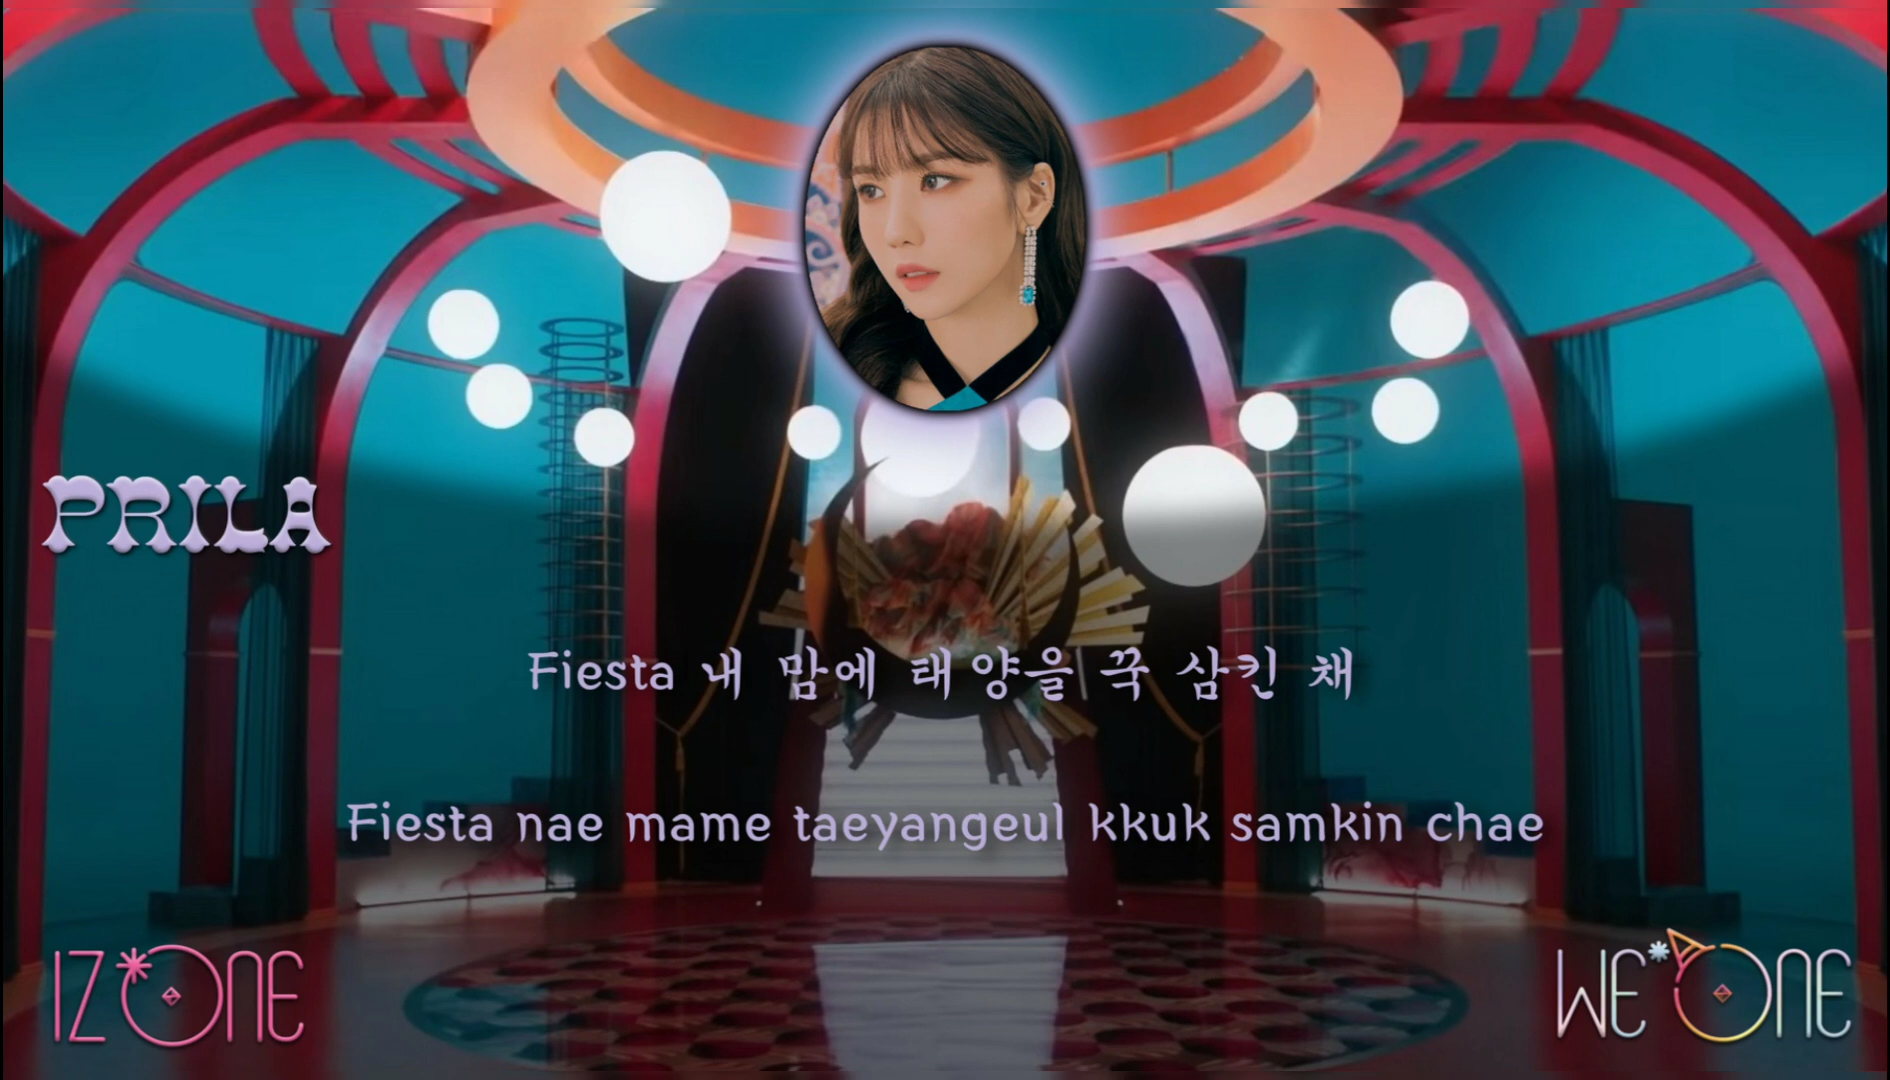 PRILA
Fiesta 내 맘에 태양을 꾹 삼킨 채
Fiesta nae mame taeyangeul kkuk samkin chae
IZ*ONE
WE*ONE